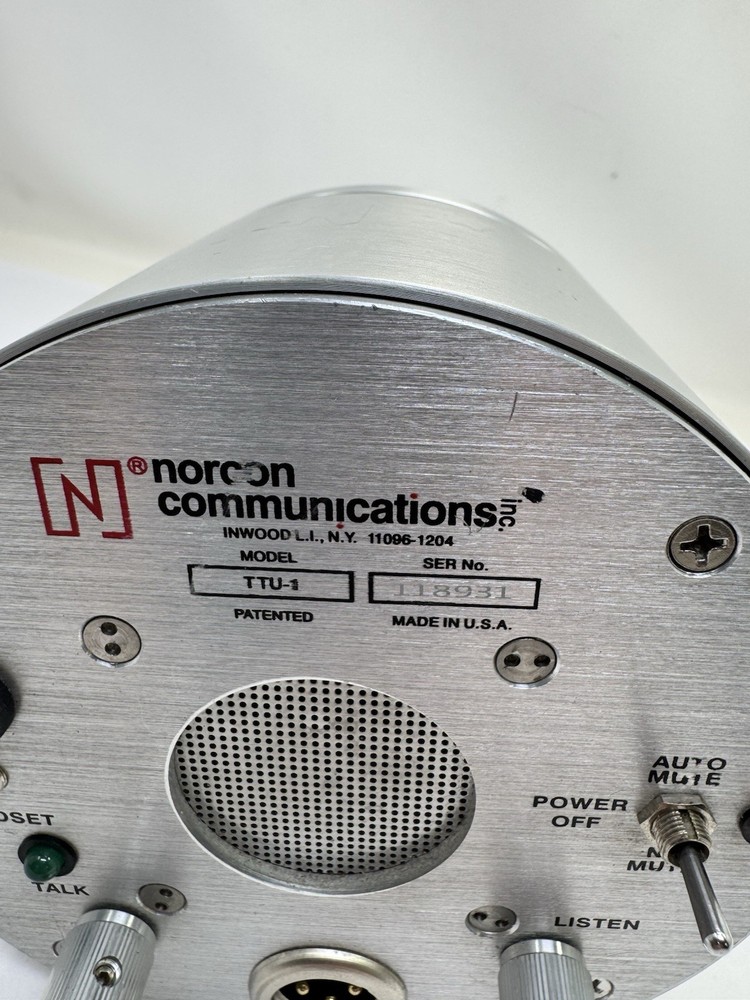 N® norcon
communications inc.
INWOOD L.I., N.Y. 11096-1204
MODEL SER No.
TTU-1 118931
PATENTED MADE IN U.S.A.
AUTO
MUTE
POWER
OFF
TALK
LISTEN